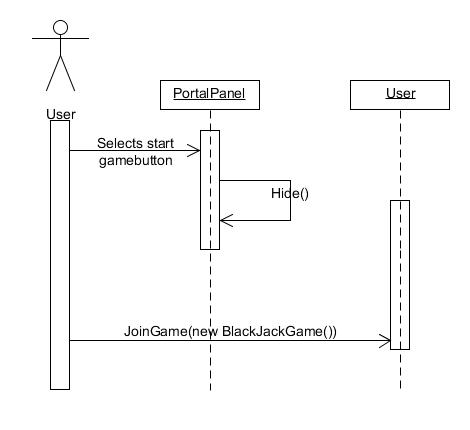 PortalPanel
User
User
Selects start
gamebutton
Hide()
JoinGame(new BlackJackGame())